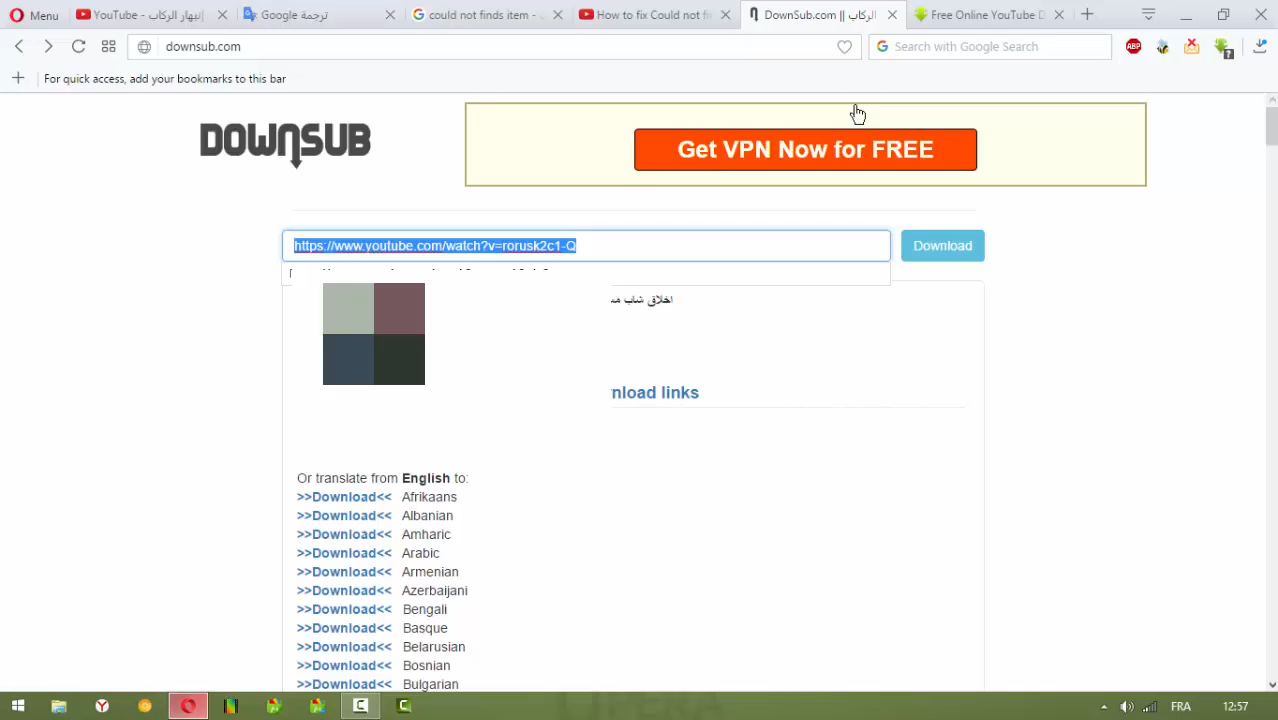 Menu
YouTube - إنبهار الركاب
ترجمة Google
could not finds item -
How to fix Could not f
DownSub.com || الركاب
Free Online YouTube D
downsub.com
Search with Google Search
ABP
For quick access, add your bookmarks to this bar
DOWNSUB
Get VPN Now for FREE
https://www.youtube.com/watch?v=rorusk2c1-Q
Download
اخلاق شاب
nload links
Or translate from English to:
>>Download<< Afrikaans
>>Download<< Albanian
>>Download<< Amharic
>>Download<< Arabic
>>Download<< Armenian
>>Download<< Azerbaijani
>>Download<< Bengali
>>Download<< Basque
>>Download<< Belarusian
>>Download<< Bosnian
>>Download<< Bulgarian
OPERA
FRA
12:57